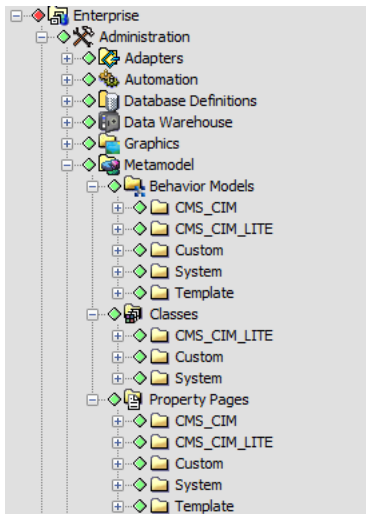 Enterprise
Administration
Adapters
Automation
Database Definitions
Data Warehouse
Graphics
Metamodel
Behavior Models
CMS_CIM
CMS_CIM_LITE
Custom
System
Template
Classes
CMS_CIM_LITE
Custom
System
Property Pages
CMS_CIM
CMS_CIM_LITE
Custom
System
Template